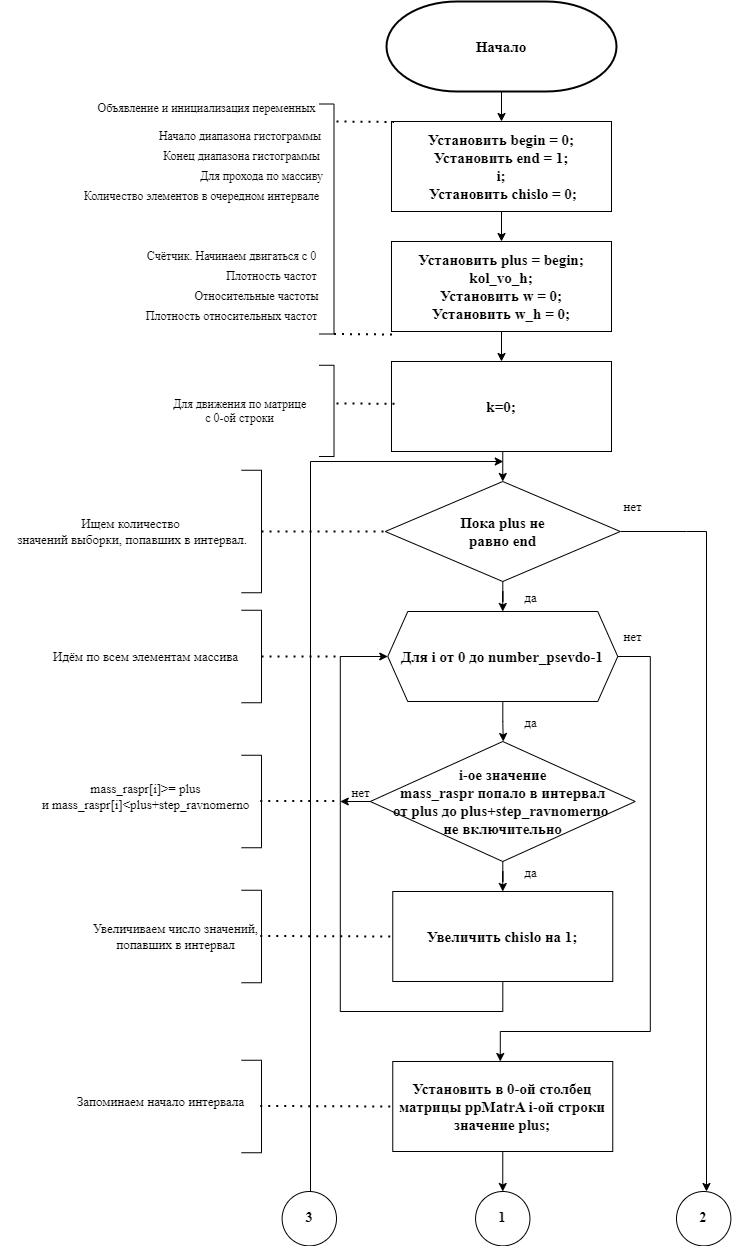 Начало
Объявление и инициализация переменных
Начало диапазона гистограммы
Конец диапазона гистограммы
Для прохода по массиву
Количество элементов в очередном интервале
Установить begin = 0;
Установить end = 1;
i;
Установить chislo = 0;
Счётчик. Начинаем двигаться с 0
Плотность частот
Относительные частоты
Плотность относительных частот
Установить plus = begin;
kol_vo_h;
Установить w = 0;
Установить w_h = 0;
Для движения по матрице
с 0-ой строки
k=0;
Ищем количество
значений выборки, попавших в интервал.
Пока plus не
равно end
нет
да
Идём по всем элементам массива
Для i от 0 до number_psevdo-1
нет
да
mass_raspr[i]>= plus
и mass_raspr[i]<plus+step_ravnomerno
нет
i-ое значение
mass_raspr попало в интервал
от plus до plus+step_ravnomerno
не включительно
да
Увеличиваем число значений,
попавших в интервал
Увеличить chislo на 1;
Запоминаем начало интервала
Установить в 0-ой столбец
матрицы ppMatrA i-ой строки
значение plus;
3
1
2